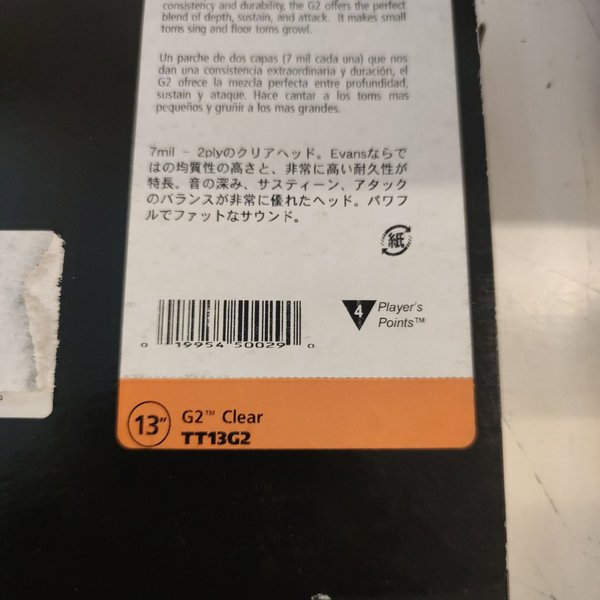 consistency and durability, the G2 offers the perfect
blend of depth, sustain, and attack. It makes small
toms sing and floor toms growl.
Un parche de dos capas (7 mil cada una) que nos
dan una consistencia extraordinaria y duración, el
G2 ofrece la mezcla perfecta entre profundidad,
sustain y ataque. Hace cantar a los toms mas
pequeños y gruñir a los mas grandes.
7mil – 2plyのクリアヘッド。Evansならで
はの均質性の高さと、非常に高い耐久性が
特長。音の深み、サスティーン、アタック
のバランスが非常に優れたヘッド。パワフ
ルでファットなサウンド。
紙
4 Player's
Points™
0 19954 50029 0
13" G2™ Clear
TT13G2